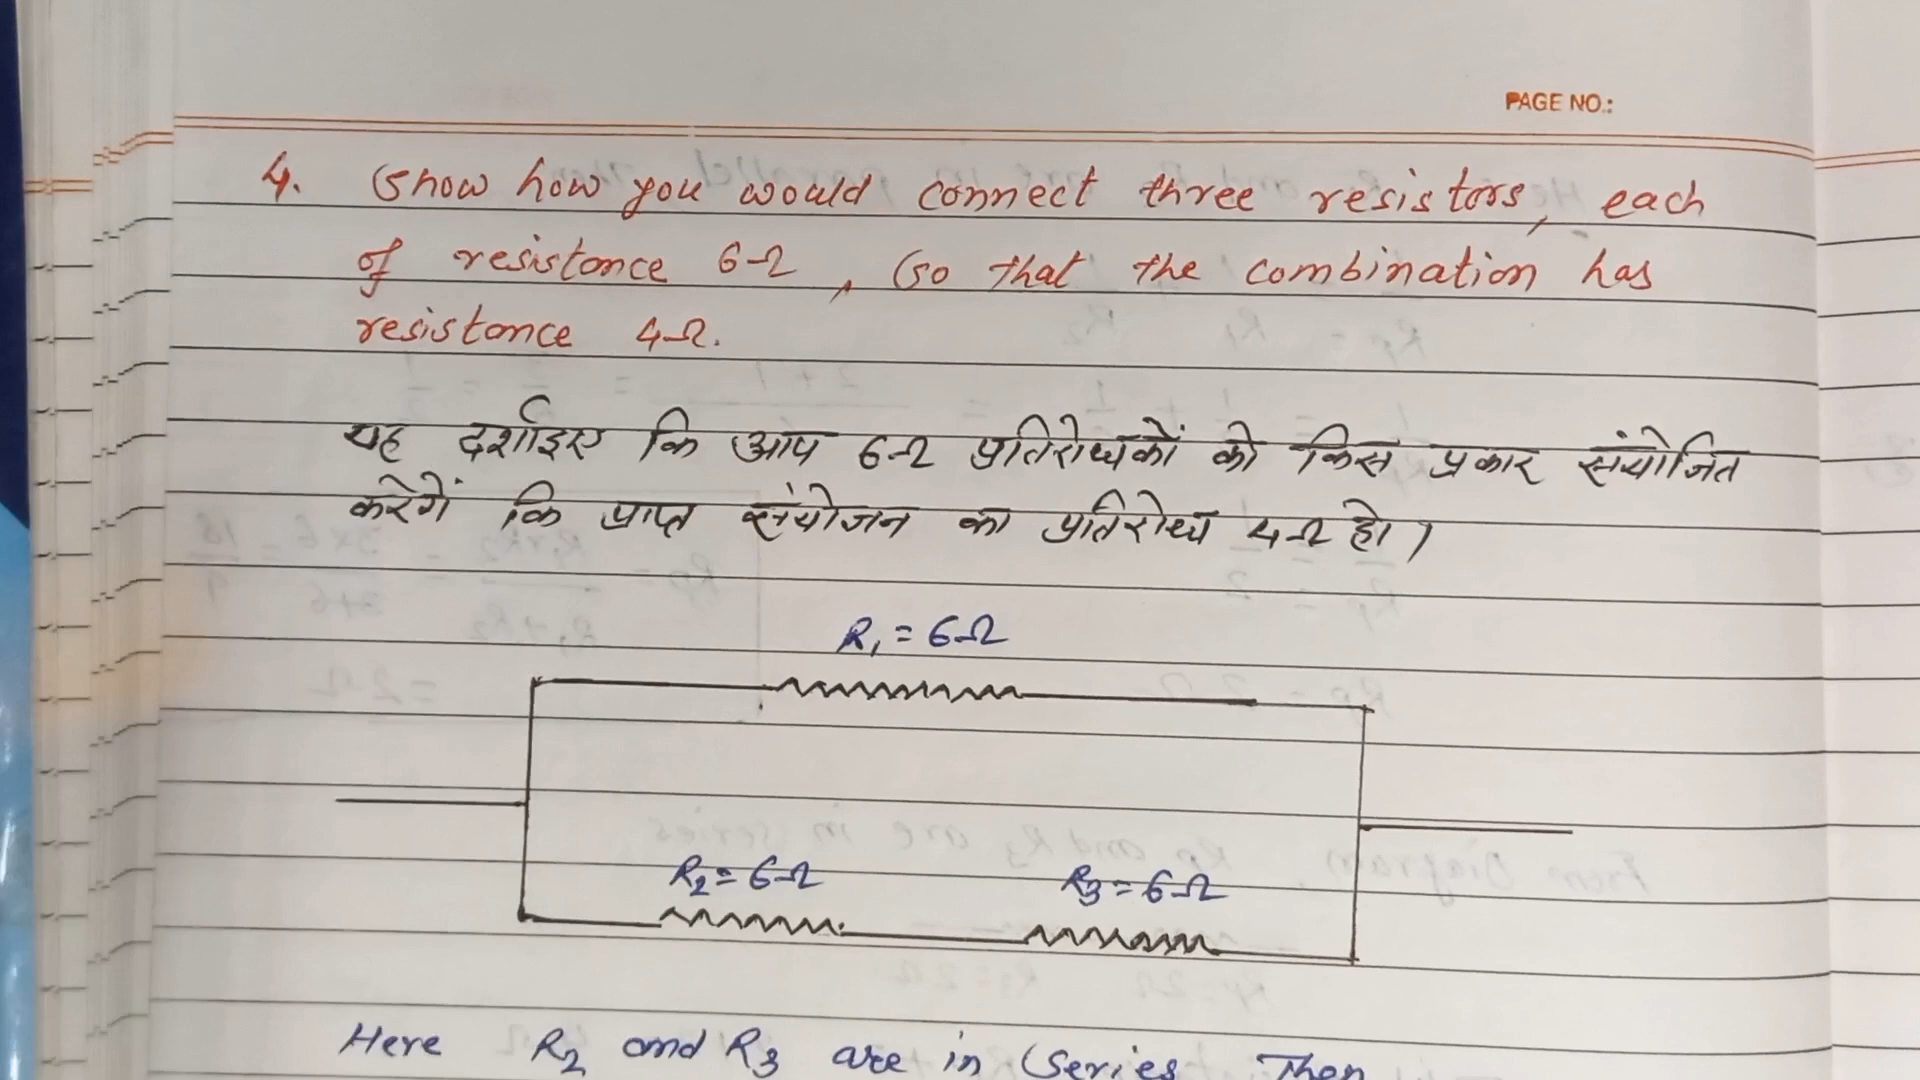 PAGE NO.:
4. Show how you would connect three resistors, each
of resistance 6Ω, so that the combination has
resistance 4Ω.
यह दर्शाइए कि आप 6Ω प्रतिरोधकों को किस प्रकार संयोजित
करेगें कि प्राप्त संयोजन का प्रतिरोध 4Ω हो।
R₁ = 6Ω
R₂ = 6Ω R₃ = 6Ω
Here R₂ and R₃ are in Series Then